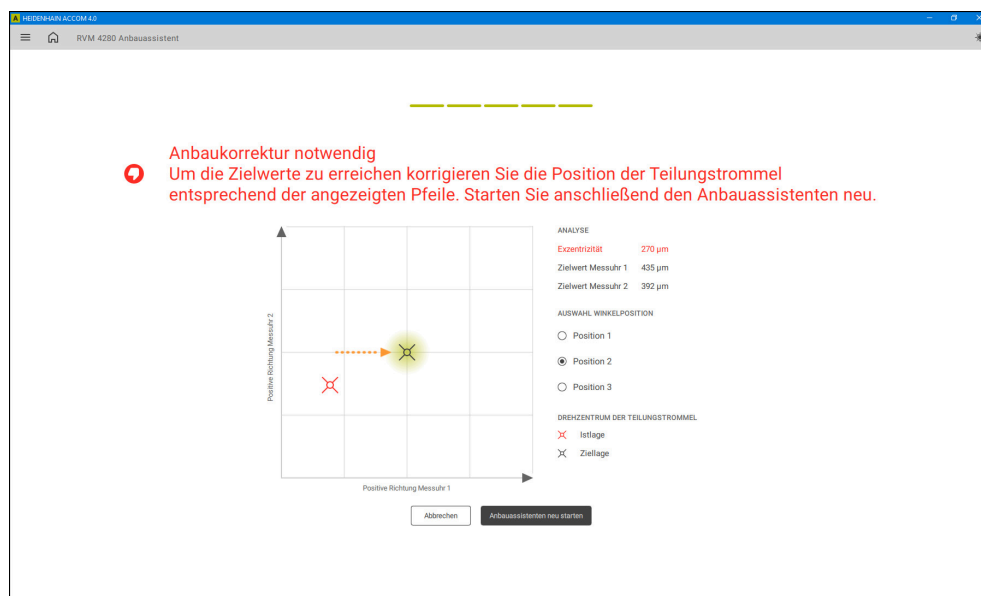 HEIDENHAIN ACCOM 4.0
RVM 4280 Anbauassistent
Anbaukorrektur notwendig
Um die Zielwerte zu erreichen korrigieren Sie die Position der Teilungstrommel
entsprechend der angezeigten Pfeile. Starten Sie anschließend den Anbauassistenten neu.
Positive Richtung Messuhr 2
Positive Richtung Messuhr 1
ANALYSE
Exzentrizität 270 µm
Zielwert Messuhr 1 435 µm
Zielwert Messuhr 2 392 µm
AUSWAHL WINKELPOSITION
Position 1
Position 2
Position 3
DREHZENTRUM DER TEILUNGSTROMMEL
Istlage
Ziellage
Abbrechen
Anbauassistenten neu starten